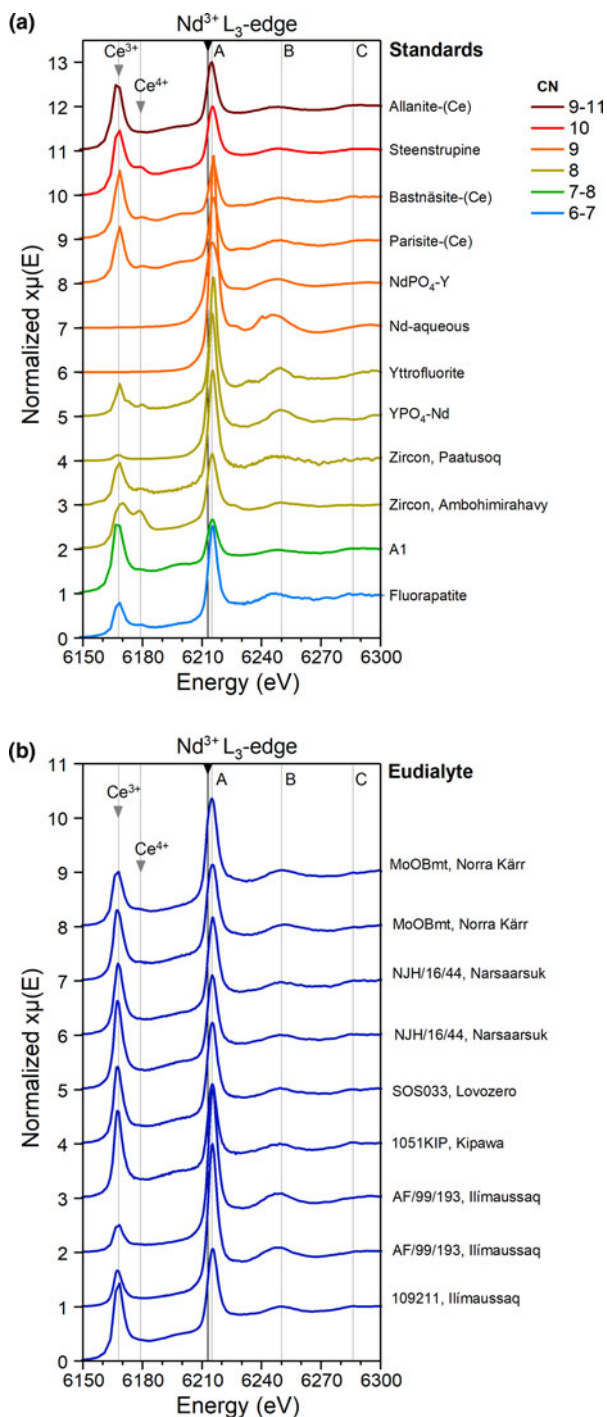 (a)
Nd³⁺ L₃-edge
Ce³⁺
Ce⁴⁺
A
B
C
Standards
CN
9-11
10
9
8
7-8
6-7
13
12
11
10
9
8
7
6
5
4
3
2
1
0
Normalized xμ(E)
Allanite-(Ce)
Steenstrupine
Bastnäsite-(Ce)
Parisite-(Ce)
NdPO₄-Y
Nd-aqueous
Yttrofluorite
YPO₄-Nd
Zircon, Paatusoq
Zircon, Ambohimirahavy
A1
Fluorapatite
6150 6180 6210 6240 6270 6300
Energy (eV)
(b)
Nd³⁺ L₃-edge
Ce³⁺
Ce⁴⁺
A
B
C
Eudialyte
11
10
9
8
7
6
5
4
3
2
1
0
Normalized xμ(E)
MoOBmt, Norra Kärr
MoOBmt, Norra Kärr
NJH/16/44, Narsaarsuk
NJH/16/44, Narsaarsuk
SOS033, Lovozero
1051KIP, Kipawa
AF/99/193, Ilímaussaq
AF/99/193, Ilímaussaq
109211, Ilímaussaq
6150 6180 6210 6240 6270 6300
Energy (eV)